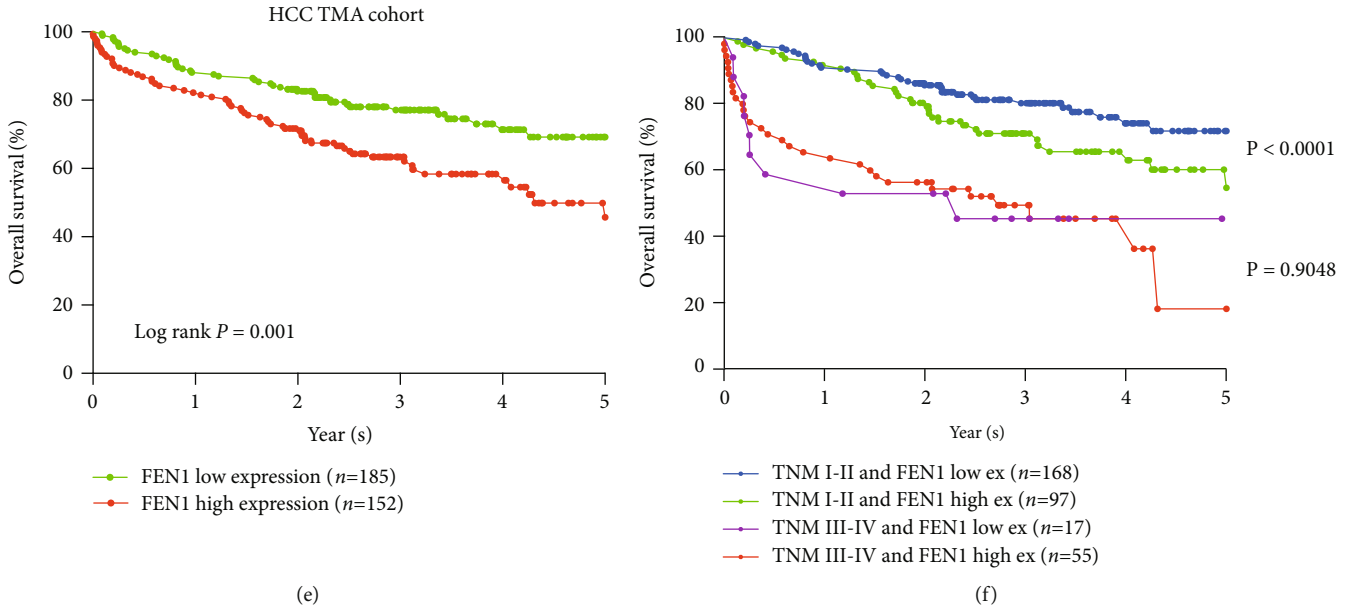 HCC TMA cohort
Overall survival (%)
100
80
60
40
20
0
Log rank P = 0.001
0 1 2 3 4 5
Year (s)
FEN1 low expression (n=185)
FEN1 high expression (n=152)
(e)
Overall survival (%)
100
80
60
40
20
0
P < 0.0001
P = 0.9048
0 1 2 3 4 5
Year (s)
TNM I-II and FEN1 low ex (n=168)
TNM I-II and FEN1 high ex (n=97)
TNM III-IV and FEN1 low ex (n=17)
TNM III-IV and FEN1 high ex (n=55)
(f)